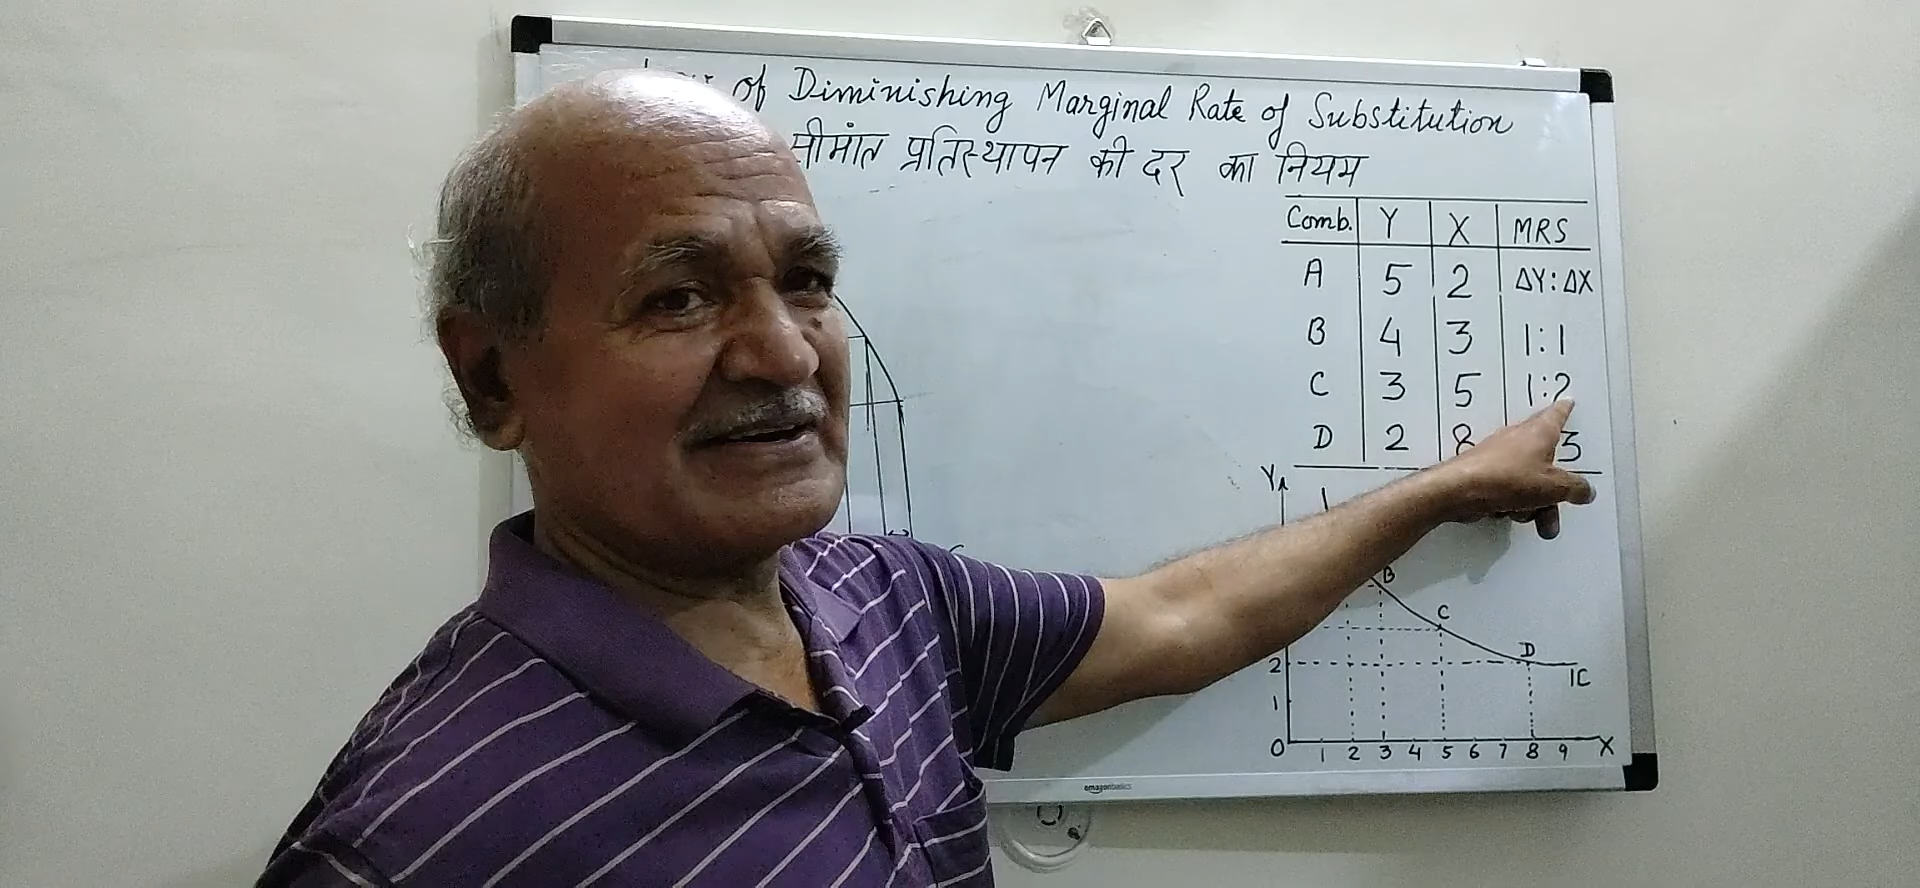 of Diminishing Marginal Rate of Substitution
सीमांत प्रतिस्थापन की दर का नियम
Comb. Y X MRS
A 5 2 ΔY:ΔX
B 4 3 1:1
C 3 5 1:2
D 2 8 3
Y
B
C
D
2
IC
1
0 1 2 3 4 5 6 7 8 9 X
amazonbasics